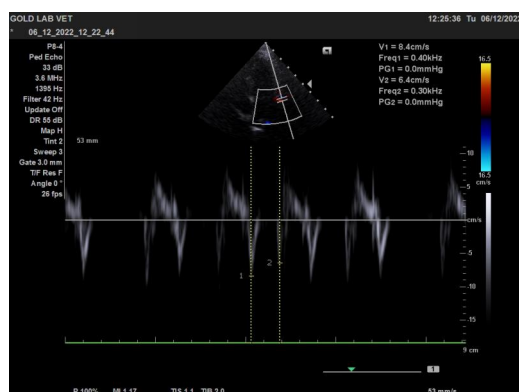 GOLD LAB VET
12:25:36 Tu 06/12/2022
* 06_12_2022_12_22_44
P8-4
Ped Echo
33 dB
3.6 MHz
1395 Hz
Filter 42 Hz
Update Off
DR 55 dB
Map H
Tint 2
Sweep 3
Gate 3.0 mm
T/F Res F
Angle 0°
26 fps
53 mm
V1 = 8.4cm/s
Freq1 = 0.40kHz
PG1 = 0.0mmHg
V2 = 6.4cm/s
Freq2 = 0.30kHz
PG2 = 0.0mmHg
16.5
16.5
cm/s
-18
cm/s
-5
-10
-15
1
2
9 cm
1
P 100% MI 1.17 TIS 1.1 TIB 2.0 53 mm/s